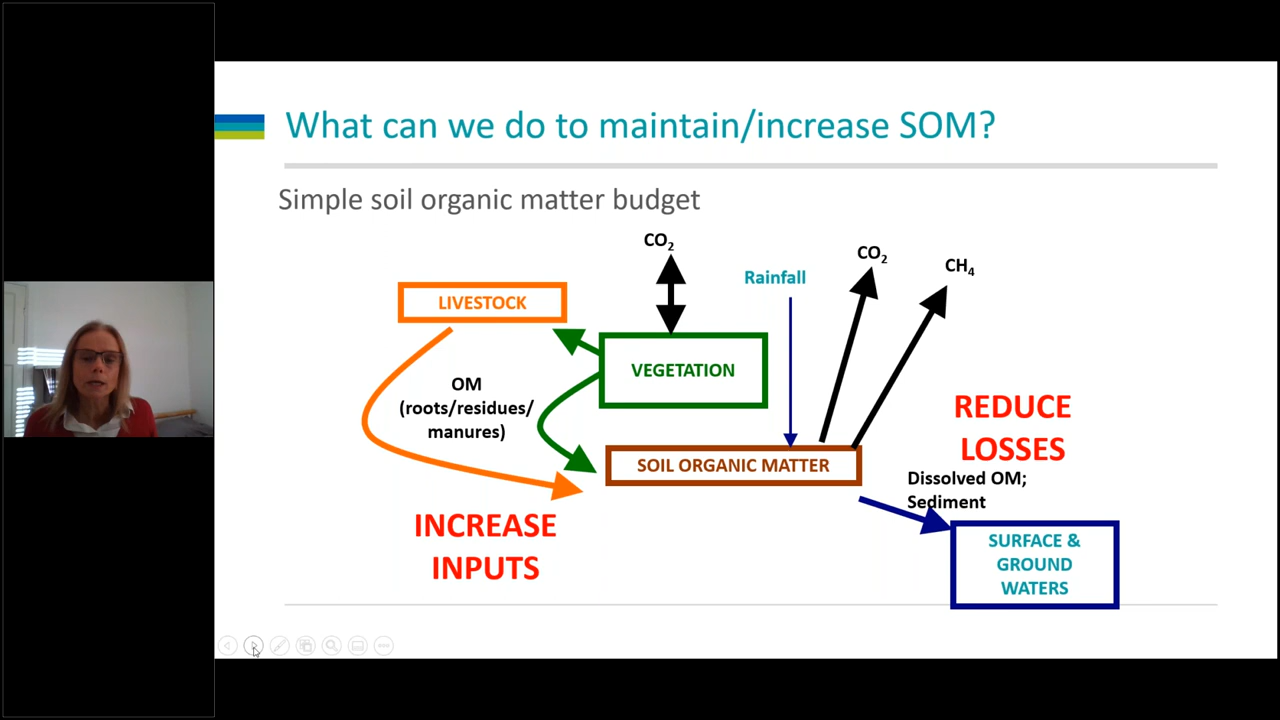 What can we do to maintain/increase SOM?
Simple soil organic matter budget
CO₂
CO₂
CH₄
Rainfall
LIVESTOCK
VEGETATION
OM
(roots/residues/
manures)
REDUCE
LOSSES
SOIL ORGANIC MATTER
Dissolved OM;
Sediment
INCREASE
INPUTS
SURFACE &
GROUND
WATERS